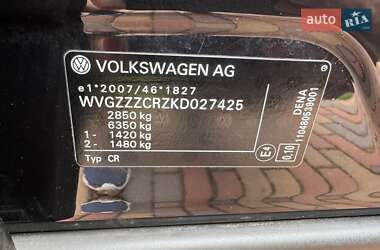 auto RIA
VOLKSWAGEN AG
e1*2007/46*1827
WVGZZZCRZKD027425
2850 kg
6350 kg
1- 1420 kg
2- 1480 kg
Typ CR
E4
0,10
DENA
110480539001